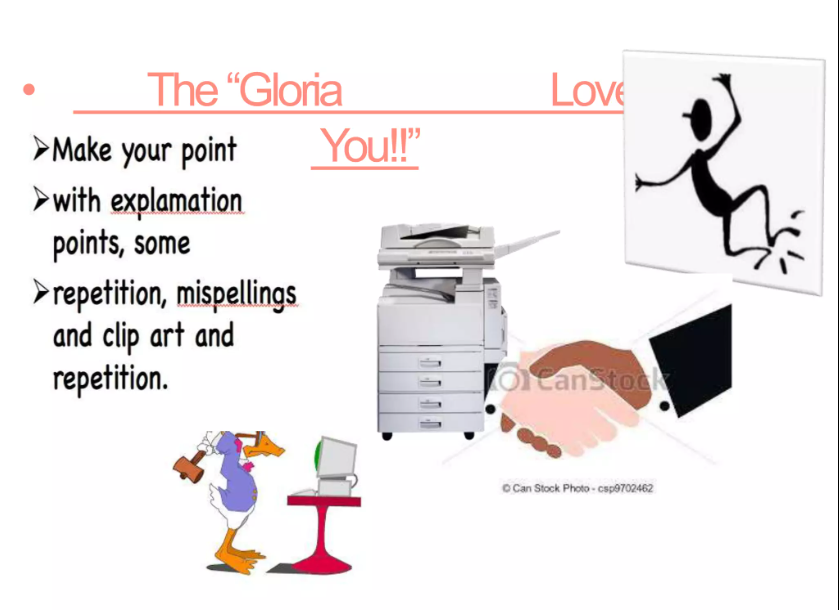 • The “Gloria Love
You!!”
➢Make your point
➢with explamation
points, some
➢repetition, mispellings
and clip art and
repetition.
CanStock
© Can Stock Photo - csp9702462